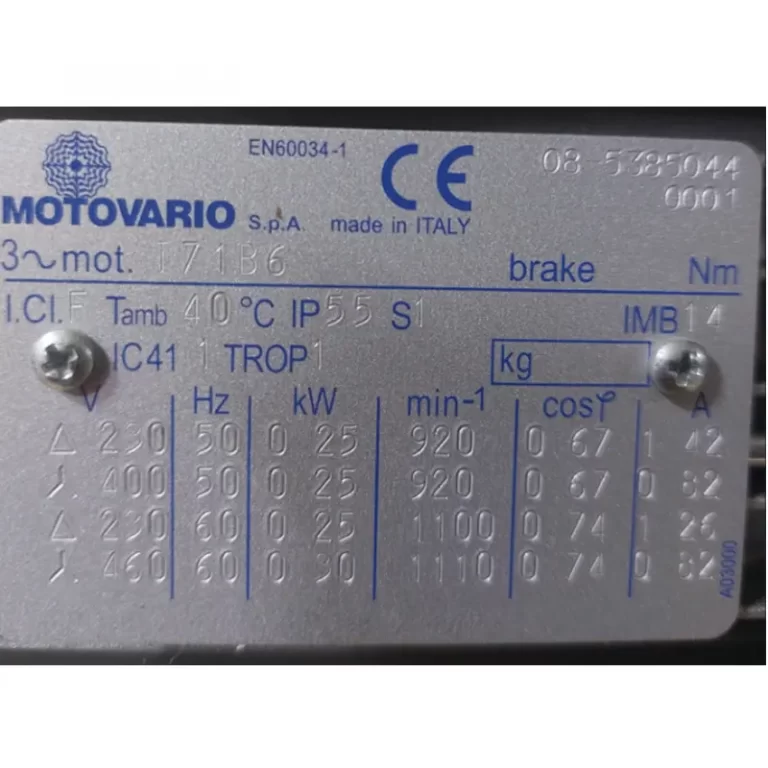 EN60034-1 CE 08 5385044
0001
MOTOVARIO S.p.A. made in ITALY
3~mot. T71B6 brake Nm
I.Cl. F Tamb 40 °C IP55 S1 IMB14
IC41 1 TROP1 kg
V Hz kW min-1 cosφ A
Δ 230 50 0 25 920 0 67 1 42
⅄. 400 50 0 25 920 0 67 0 82
Δ 230 60 0 25 1100 0 74 1 26
⅄. 460 60 0 30 1110 0 74 0 82
A03000